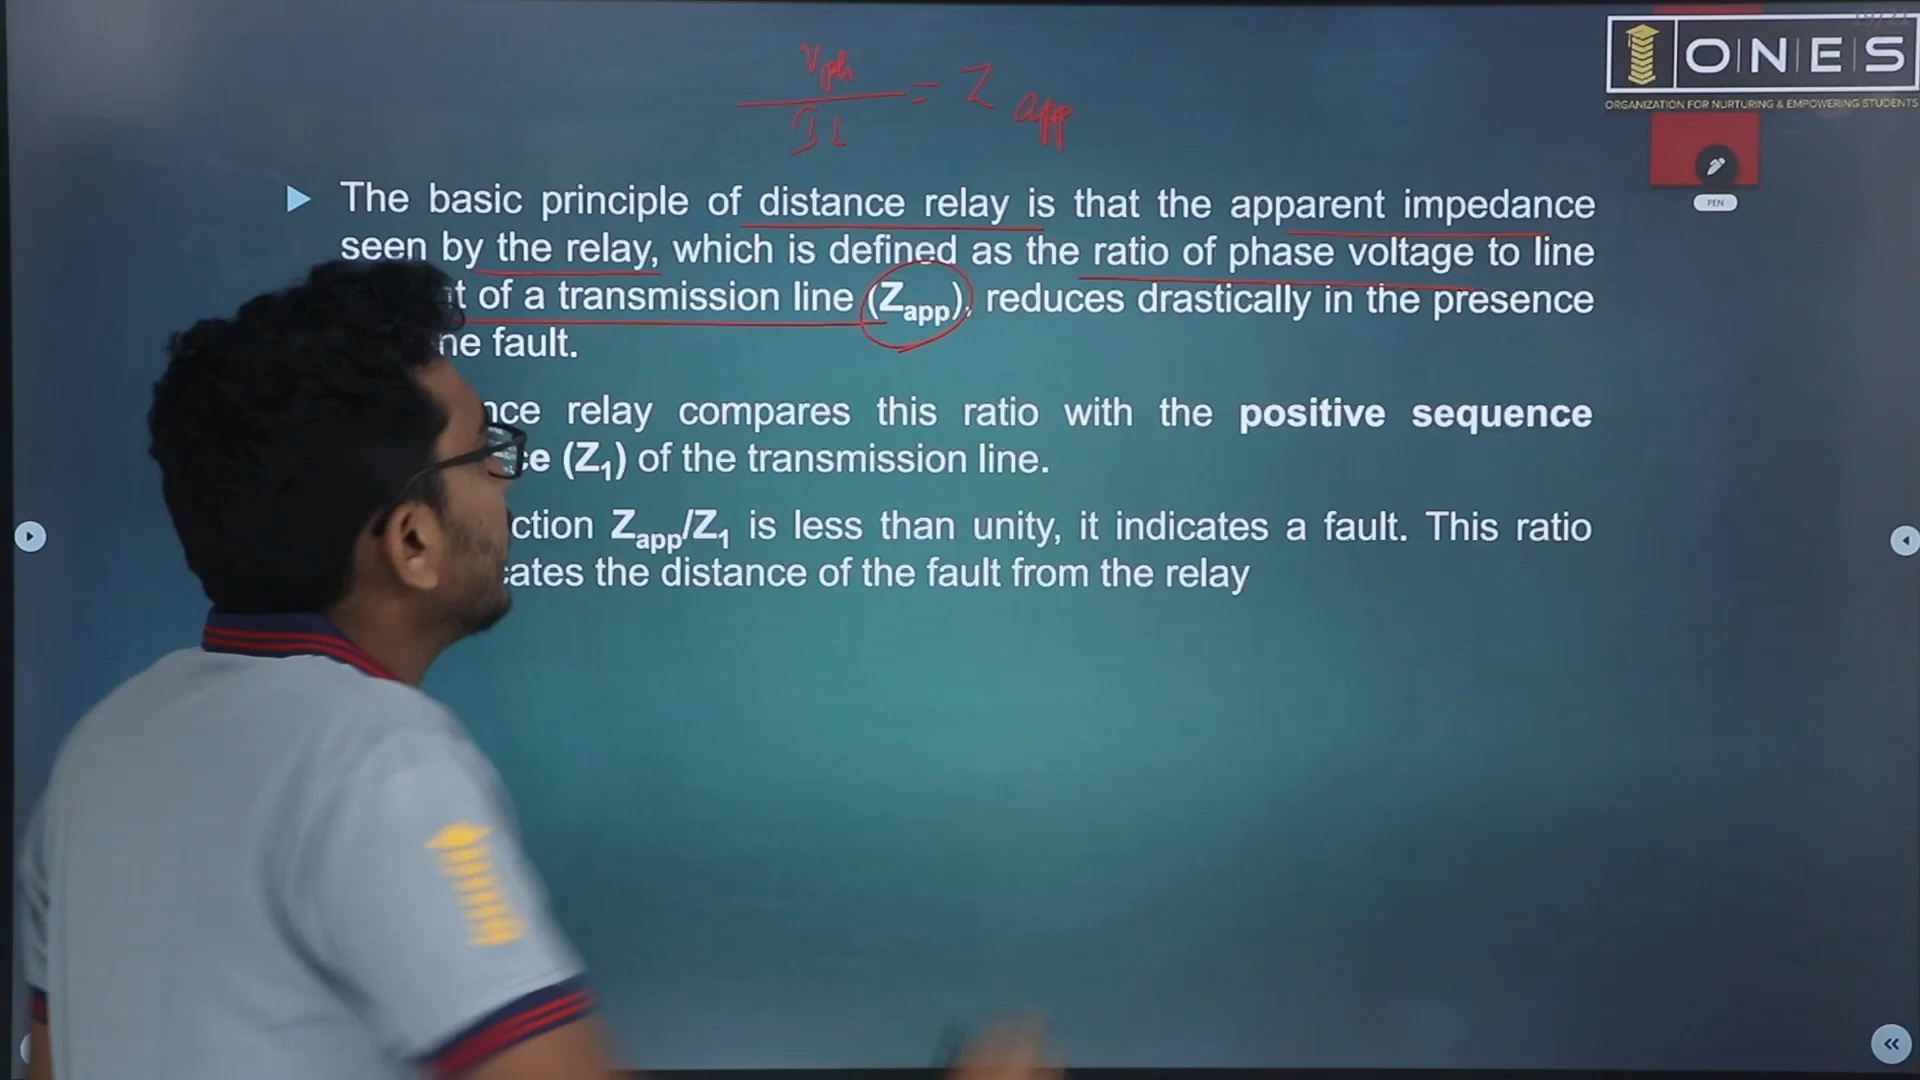 19/21
O|N|E|S
ORGANIZATION FOR NURTURING & EMPOWERING STUDENTS
Vph
IL
= Z app
PEN
The basic principle of distance relay is that the apparent impedance
seen by the relay, which is defined as the ratio of phase voltage to line
t of a transmission line (Zapp), reduces drastically in the presence
ne fault.
nce relay compares this ratio with the positive sequence
ce (Z1) of the transmission line.
ction Zapp/Z1 is less than unity, it indicates a fault. This ratio
cates the distance of the fault from the relay